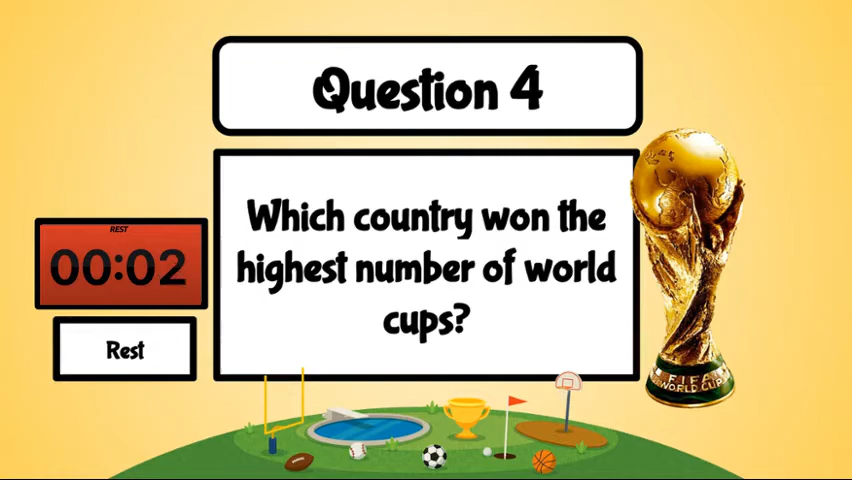 Question 4
Which country won the
highest number of world
cups?
REST
00:02
Rest
FIFA
WORLD CUP